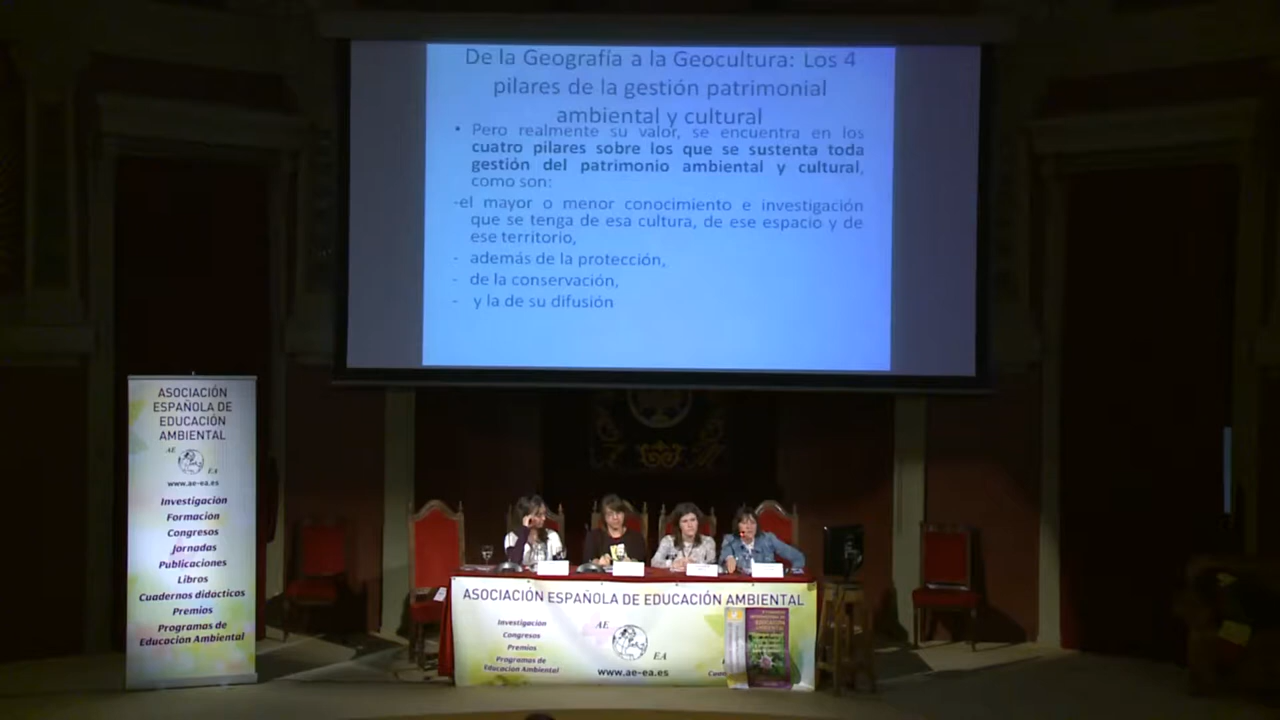 De la Geografía a la Geocultura: Los 4
pilares de la gestión patrimonial
ambiental y cultural
• Pero realmente su valor, se encuentra en los
cuatro pilares sobre los que se sustenta toda
gestión del patrimonio ambiental y cultural,
como son:
-el mayor o menor conocimiento e investigación
que se tenga de esa cultura, de ese espacio y de
ese territorio,
- además de la protección,
- de la conservación,
- y la de su difusión
ASOCIACIÓN
ESPAÑOLA DE
EDUCACIÓN
AMBIENTAL
AE
EA
www.ae-ea.es
Investigación
Formación
Congresos
Jornadas
Publicaciones
Libros
Cuadernos didácticos
Premios
Programas de
Educación Ambiental
ASOCIACIÓN ESPAÑOLA DE EDUCACIÓN AMBIENTAL
Investigación
Congresos
Premios
Programas de
Educación Ambiental
AE
EA
www.ae-ea.es